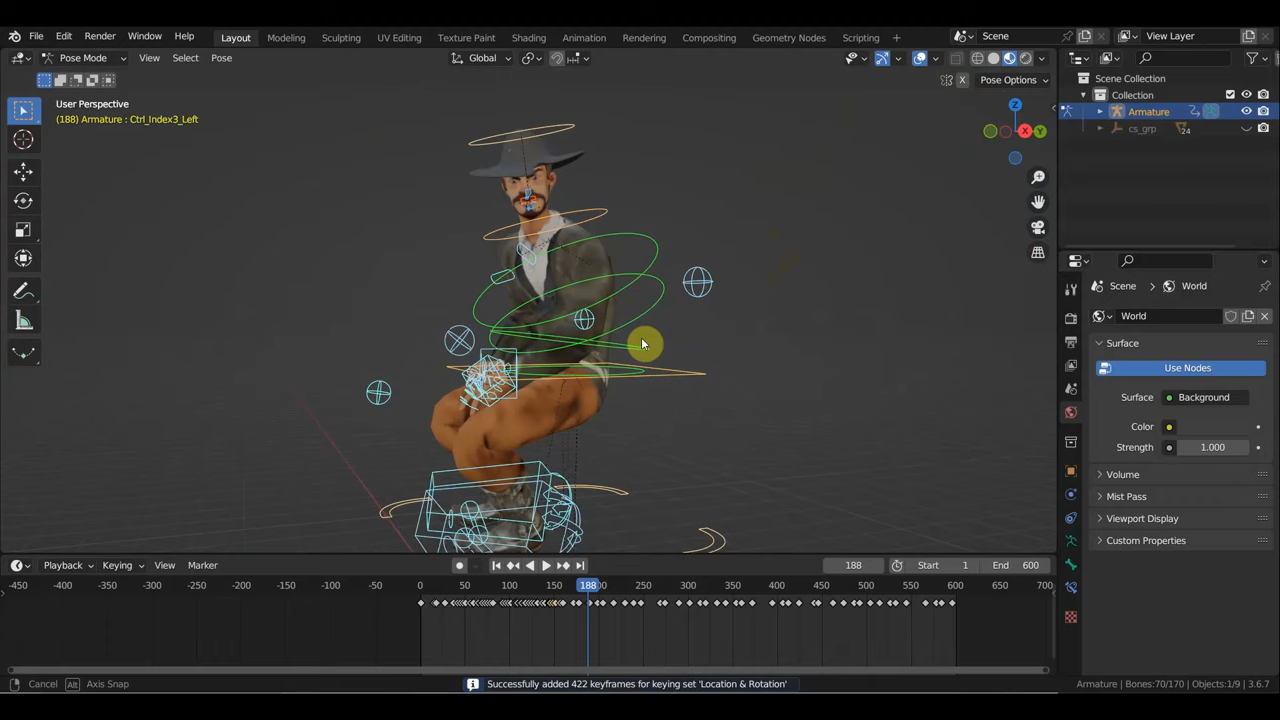 File Edit Render Window Help Layout Modeling Sculpting UV Editing Texture Paint Shading Animation Rendering Compositing Geometry Nodes Scripting + Scene View Layer
Pose Mode View Select Pose Global
X Pose Options
User Perspective
(188) Armature : Ctrl_Index3_Left
Z
X Y
Scene Collection
Collection
Armature
cs_grp 24
Scene World
World
Surface
Use Nodes
Surface Background
Color
Strength 1.000
Volume
Mist Pass
Viewport Display
Custom Properties
Playback Keying View Marker 188 Start 1 End 600
-450 -400 -350 -300 -250 -200 -150 -100 -50 0 50 100 150 188 250 300 350 400 450 500 550 600 650 700
Cancel Alt Axis Snap Successfully added 422 keyframes for keying set 'Location & Rotation' Armature | Bones:70/170 | Objects:1/9 | 3.6.7